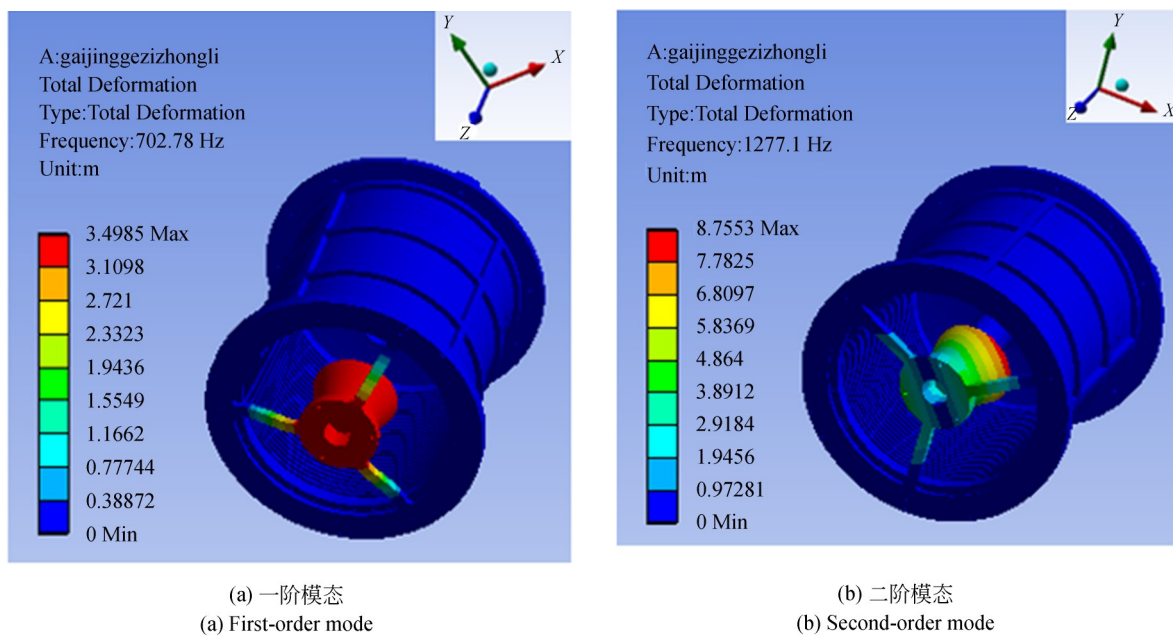 A:gaijinggezizhongli
Total Deformation
Type:Total Deformation
Frequency:702.78 Hz
Unit:m
Y
X
Z
3.4985 Max
3.1098
2.721
2.3323
1.9436
1.5549
1.1662
0.77744
0.38872
0 Min
(a) 一阶模态
(a) First-order mode
A:gaijinggezizhongli
Total Deformation
Type:Total Deformation
Frequency:1277.1 Hz
Unit:m
Y
Z
X
8.7553 Max
7.7825
6.8097
5.8369
4.864
3.8912
2.9184
1.9456
0.97281
0 Min
(b) 二阶模态
(b) Second-order mode